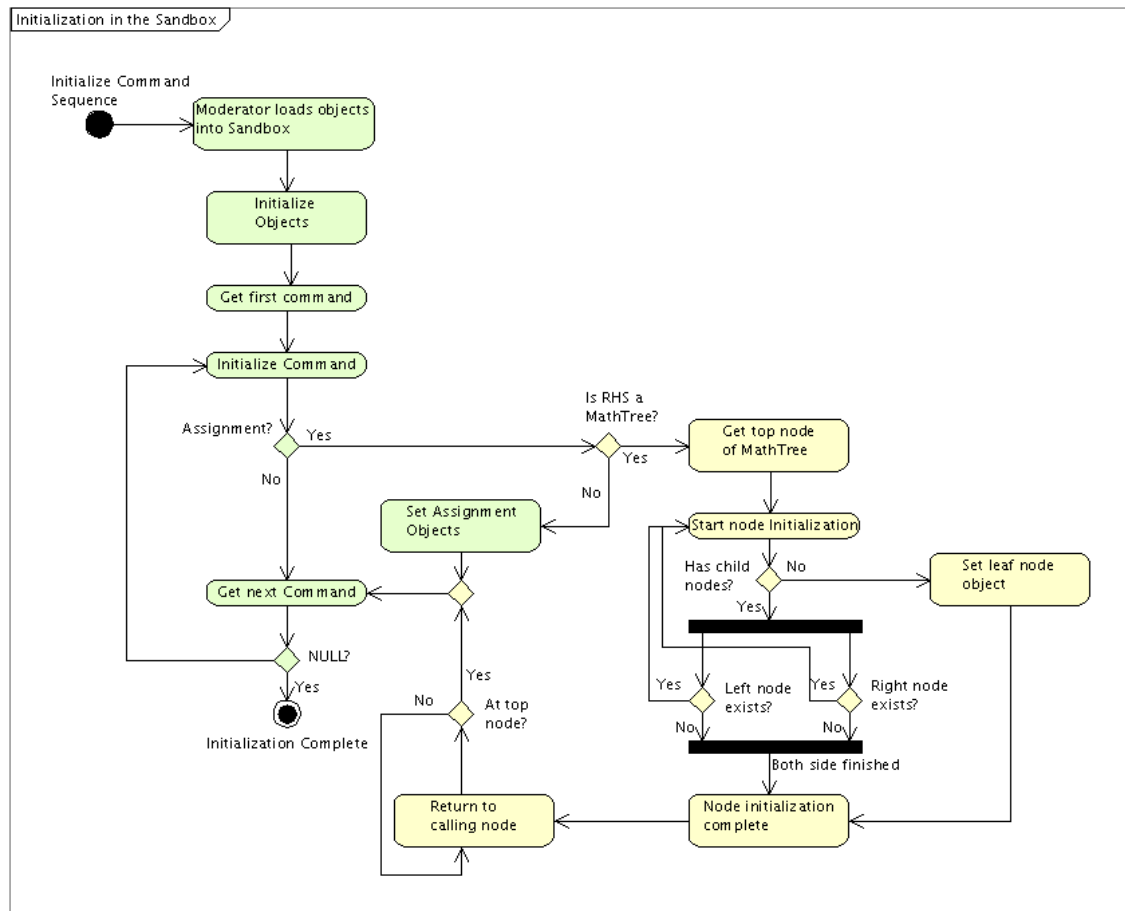 Initialization in the Sandbox
Initialize Command
Sequence
Moderator loads objects
into Sandbox
Initialize
Objects
Get first command
Initialize Command
Assignment?
Yes
No
Is RHS a
MathTree?
Yes
No
Get top node
of MathTree
Set Assignment
Objects
Start node Initialization
Has child
nodes?
No
Yes
Set leaf node
object
Get next Command
NULL?
Yes
Initialization Complete
Yes
No
At top
node?
Yes
Left node
exists?
No
Yes
Right node
exists?
No
Both side finished
Return to
calling node
Node initialization
complete